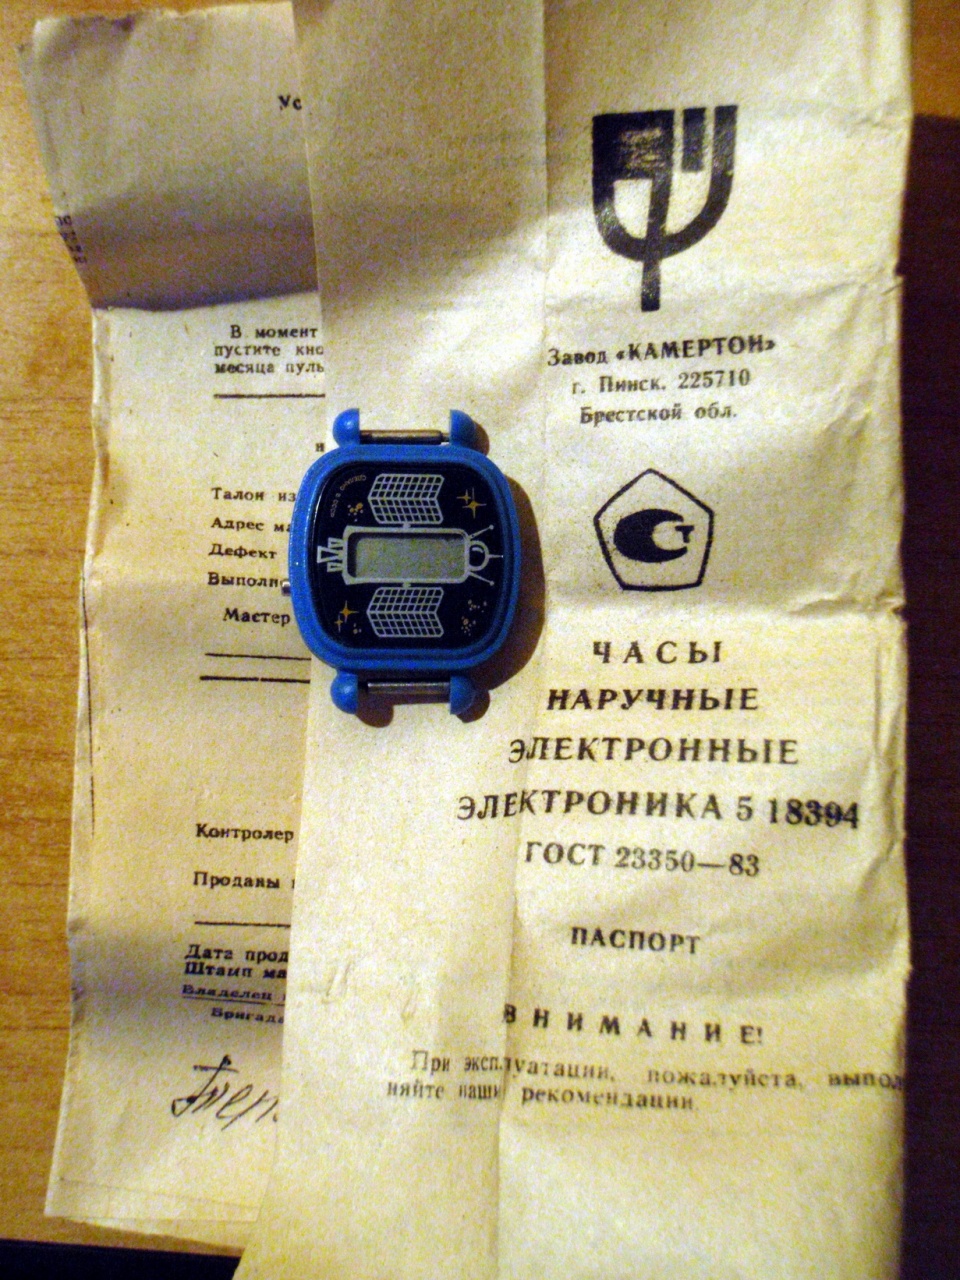 Ус
В момент
пустите кно
месяца пуль
Талон из
Адрес ма
Дефект
Выполн
Мастер
Контролер
Проданы
Дата прод
Штамп ма
Владелец
Бригада
Завод «КАМЕРТОН»
г. Пинск. 225710
Брестской обл.
ЧАСЫ
НАРУЧНЫЕ
ЭЛЕКТРОННЫЕ
ЭЛЕКТРОНИКА 5 18394
ГОСТ 23350—83
ПАСПОРТ
ВНИМАНИЕ!
При эксплуатации, пожалуйста, выпол
няйте наши рекомендации